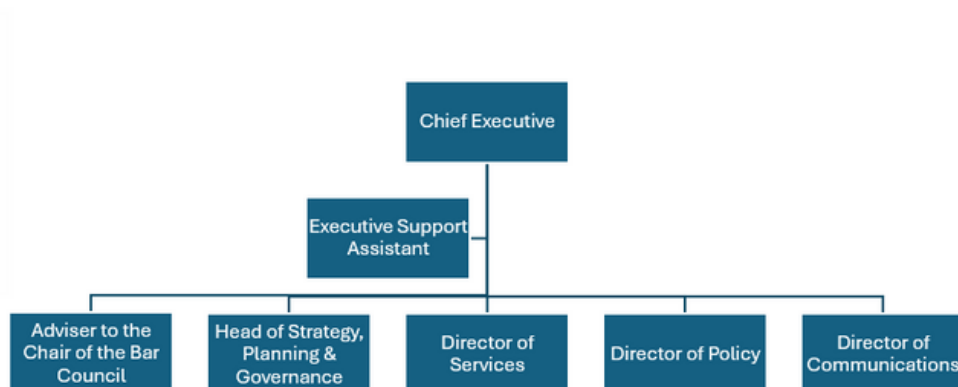 Chief Executive
Executive Support
Assistant
Adviser to the
Chair of the Bar
Council
Head of Strategy,
Planning &
Governance
Director of
Services
Director of Policy
Director of
Communications